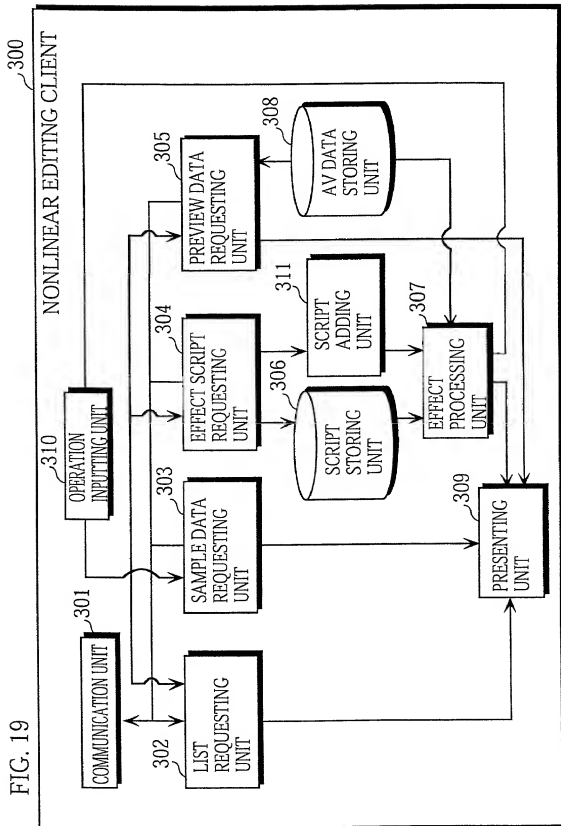 FIG. 19
300
NONLINEAR EDITING CLIENT
301
COMMUNICATION UNIT
310
OPERATION
INPUTTING UNIT
302
LIST
REQUESTING
UNIT
303
SAMPLE DATA
REQUESTING
UNIT
304
EFFECT SCRIPT
REQUESTING
UNIT
305
PREVIEW DATA
REQUESTING
UNIT
306
SCRIPT
STORING
UNIT
311
SCRIPT
ADDING
UNIT
308
AV DATA
STORING
UNIT
307
EFFECT
PROCESSING
UNIT
309
PRESENTING
UNIT